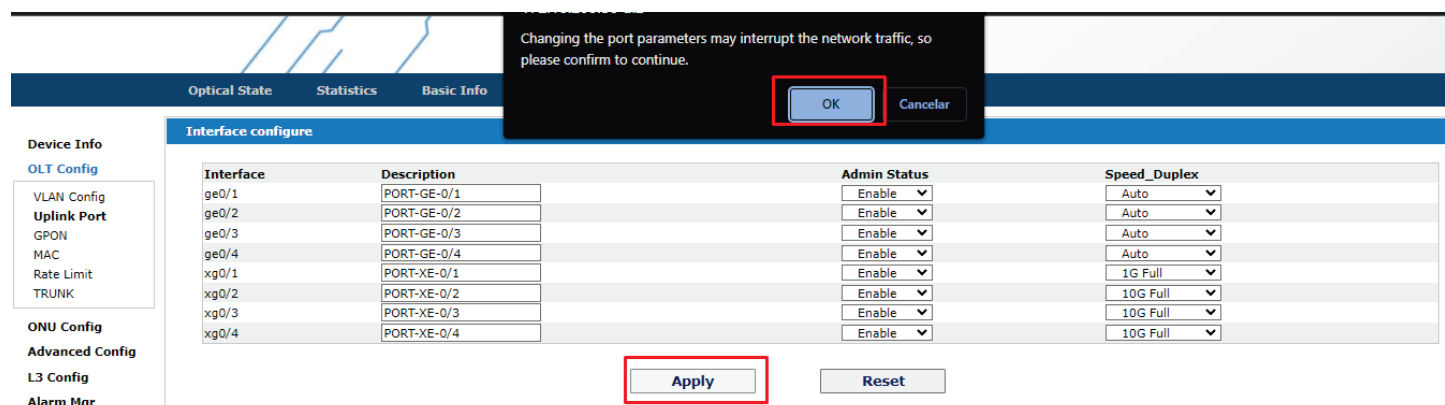 Changing the port parameters may interrupt the network traffic, so
please confirm to continue.
OK Cancelar
Optical State Statistics Basic Info
Interface configure
Device Info
OLT Config
VLAN Config
Uplink Port
GPON
MAC
Rate Limit
TRUNK
ONU Config
Advanced Config
L3 Config
Alarm Mgr
Interface Description Admin Status Speed_Duplex
ge0/1 PORT-GE-0/1 Enable Auto
ge0/2 PORT-GE-0/2 Enable Auto
ge0/3 PORT-GE-0/3 Enable Auto
ge0/4 PORT-GE-0/4 Enable Auto
xg0/1 PORT-XE-0/1 Enable 1G Full
xg0/2 PORT-XE-0/2 Enable 10G Full
xg0/3 PORT-XE-0/3 Enable 10G Full
xg0/4 PORT-XE-0/4 Enable 10G Full
Apply Reset